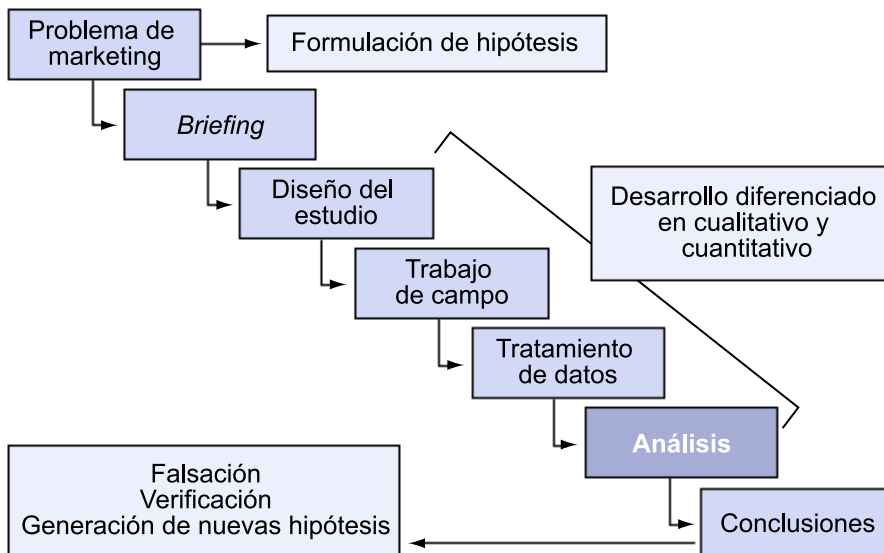 Problema de
marketing
Formulación de hipótesis
Briefing
Diseño del
estudio
Desarrollo diferenciado
en cualitativo y
cuantitativo
Trabajo
de campo
Tratamiento
de datos
Análisis
Falsación
Verificación
Generación de nuevas hipótesis
Conclusiones